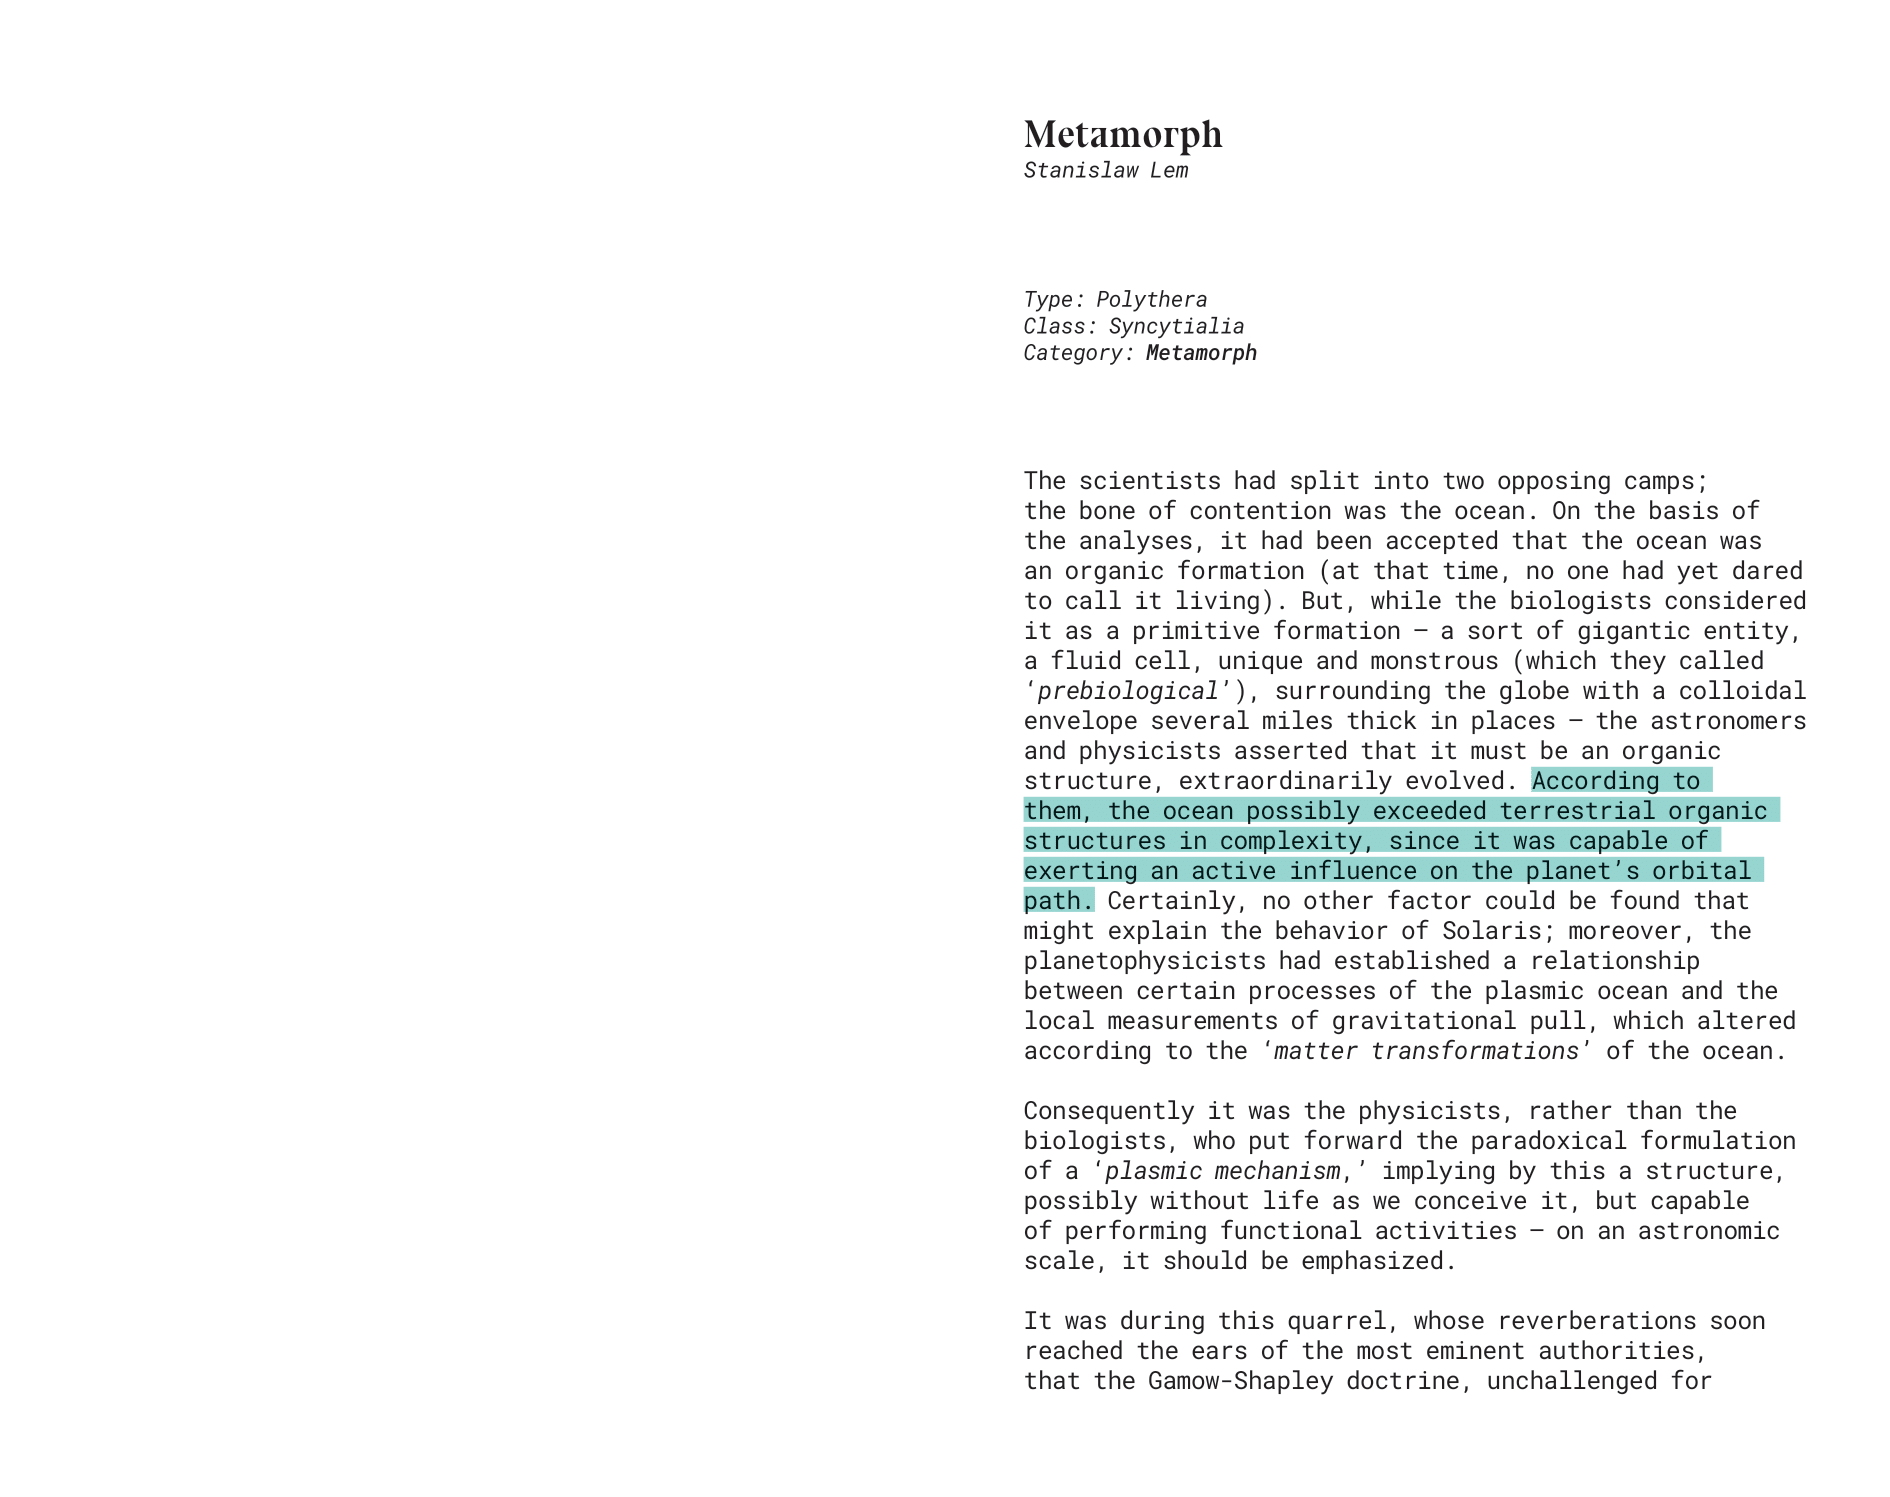 Metamorph
Stanislaw Lem
Type: Polythera
Class: Syncytialia
Category: Metamorph
The scientists had split into two opposing camps;
the bone of contention was the ocean. On the basis of
the analyses, it had been accepted that the ocean was
an organic formation (at that time, no one had yet dared
to call it living). But, while the biologists considered
it as a primitive formation — a sort of gigantic entity,
a fluid cell, unique and monstrous (which they called
‘prebiological’), surrounding the globe with a colloidal
envelope several miles thick in places — the astronomers
and physicists asserted that it must be an organic
structure, extraordinarily evolved. According to
them, the ocean possibly exceeded terrestrial organic
structures in complexity, since it was capable of
exerting an active influence on the planet’s orbital
path. Certainly, no other factor could be found that
might explain the behavior of Solaris; moreover, the
planetophysicists had established a relationship
between certain processes of the plasmic ocean and the
local measurements of gravitational pull, which altered
according to the ‘matter transformations’ of the ocean.
Consequently it was the physicists, rather than the
biologists, who put forward the paradoxical formulation
of a ‘plasmic mechanism,’ implying by this a structure,
possibly without life as we conceive it, but capable
of performing functional activities — on an astronomic
scale, it should be emphasized.
It was during this quarrel, whose reverberations soon
reached the ears of the most eminent authorities,
that the Gamow-Shapley doctrine, unchallenged for